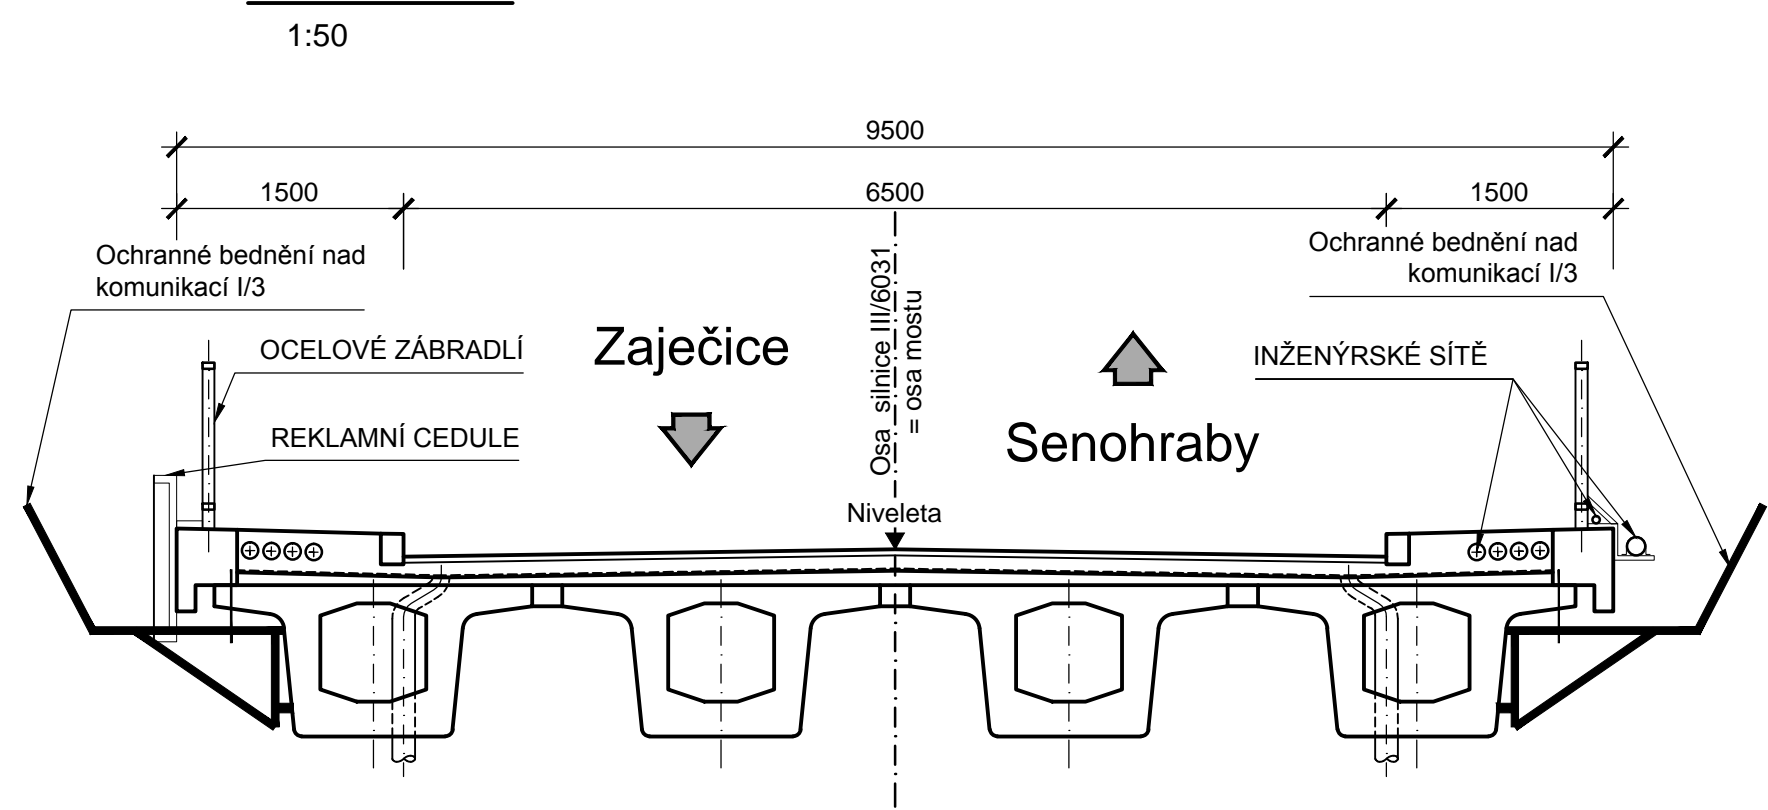 1:50
9500
1500
6500
1500
Ochranné bednění nad
komunikací I/3
Ochranné bednění nad
komunikací I/3
Osa silnice III/6031
= osa mostu
OCELOVÉ ZÁBRADLÍ
Zaječice
INŽENÝRSKÉ SÍTĚ
REKLAMNÍ CEDULE
Senohraby
Niveleta